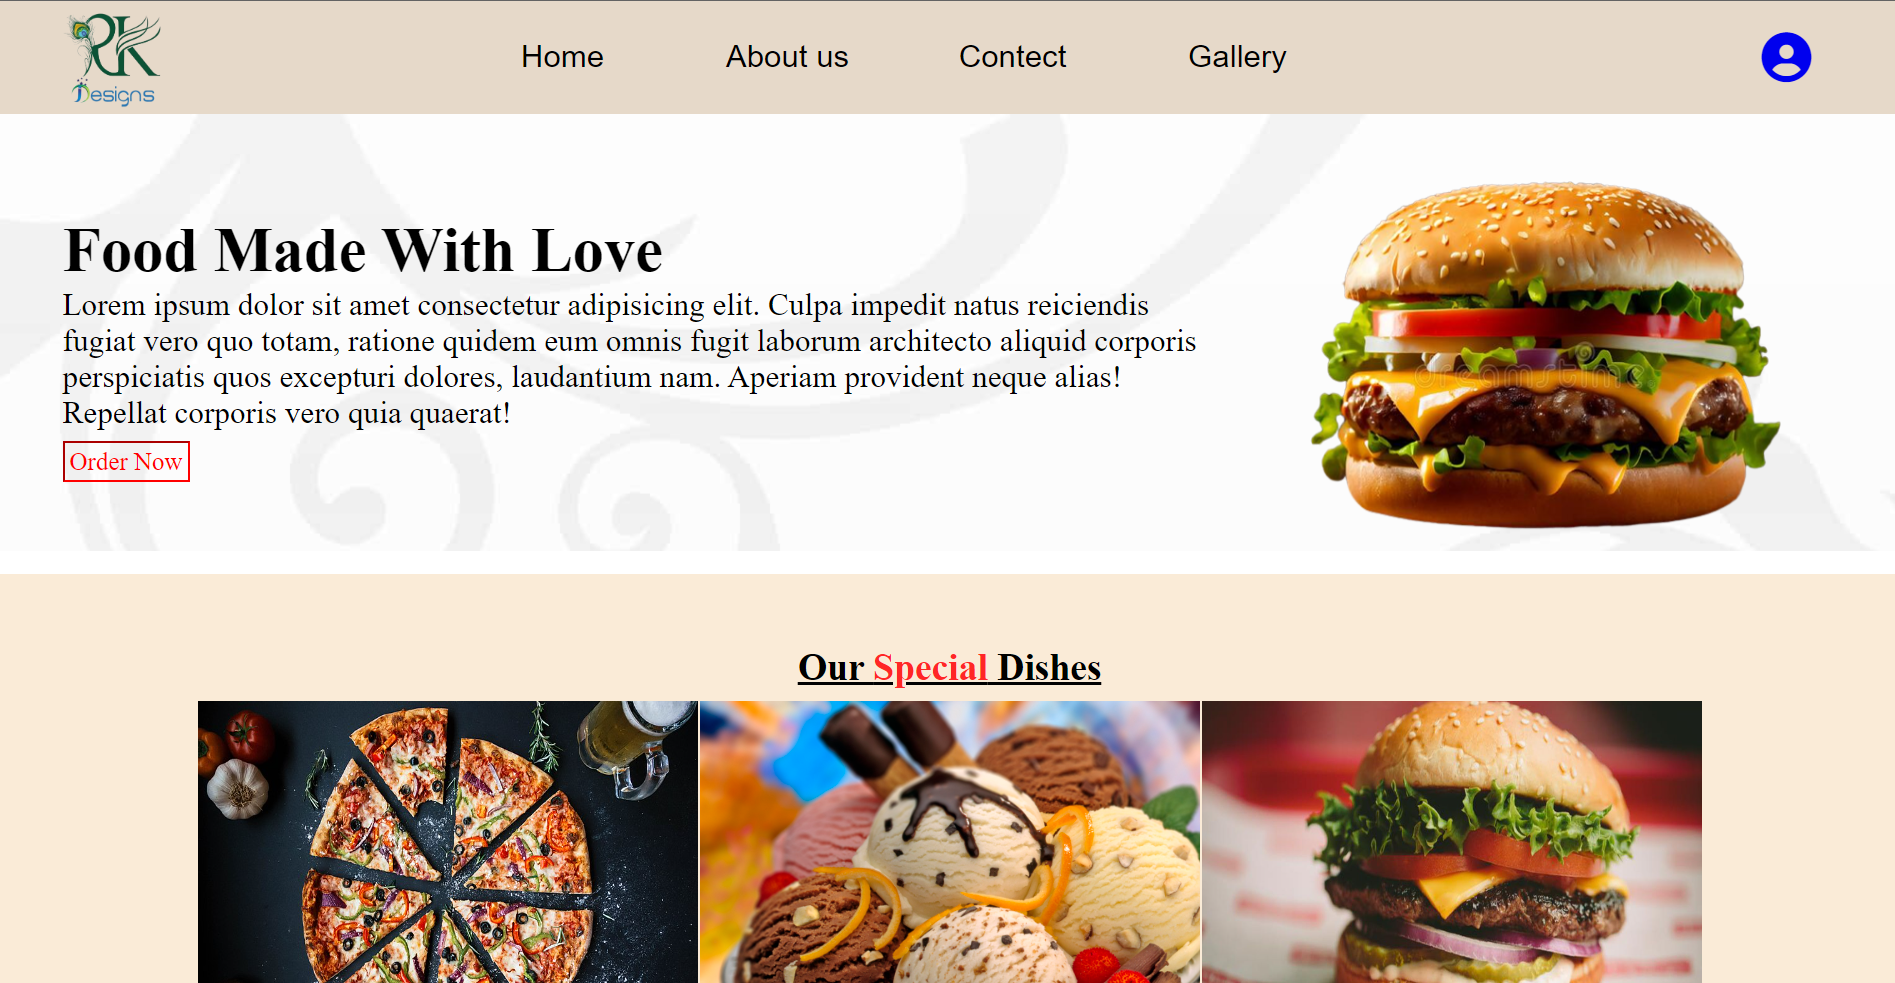 RK
Designs
Home
About us
Contect
Gallery
Food Made With Love
Lorem ipsum dolor sit amet consectetur adipisicing elit. Culpa impedit natus reiciendis
fugiat vero quo totam, ratione quidem eum omnis fugit laborum architecto aliquid corporis
perspiciatis quos excepturi dolores, laudantium nam. Aperiam provident neque alias!
Repellat corporis vero quia quaerat!
Order Now
dreamstime
Our Special Dishes